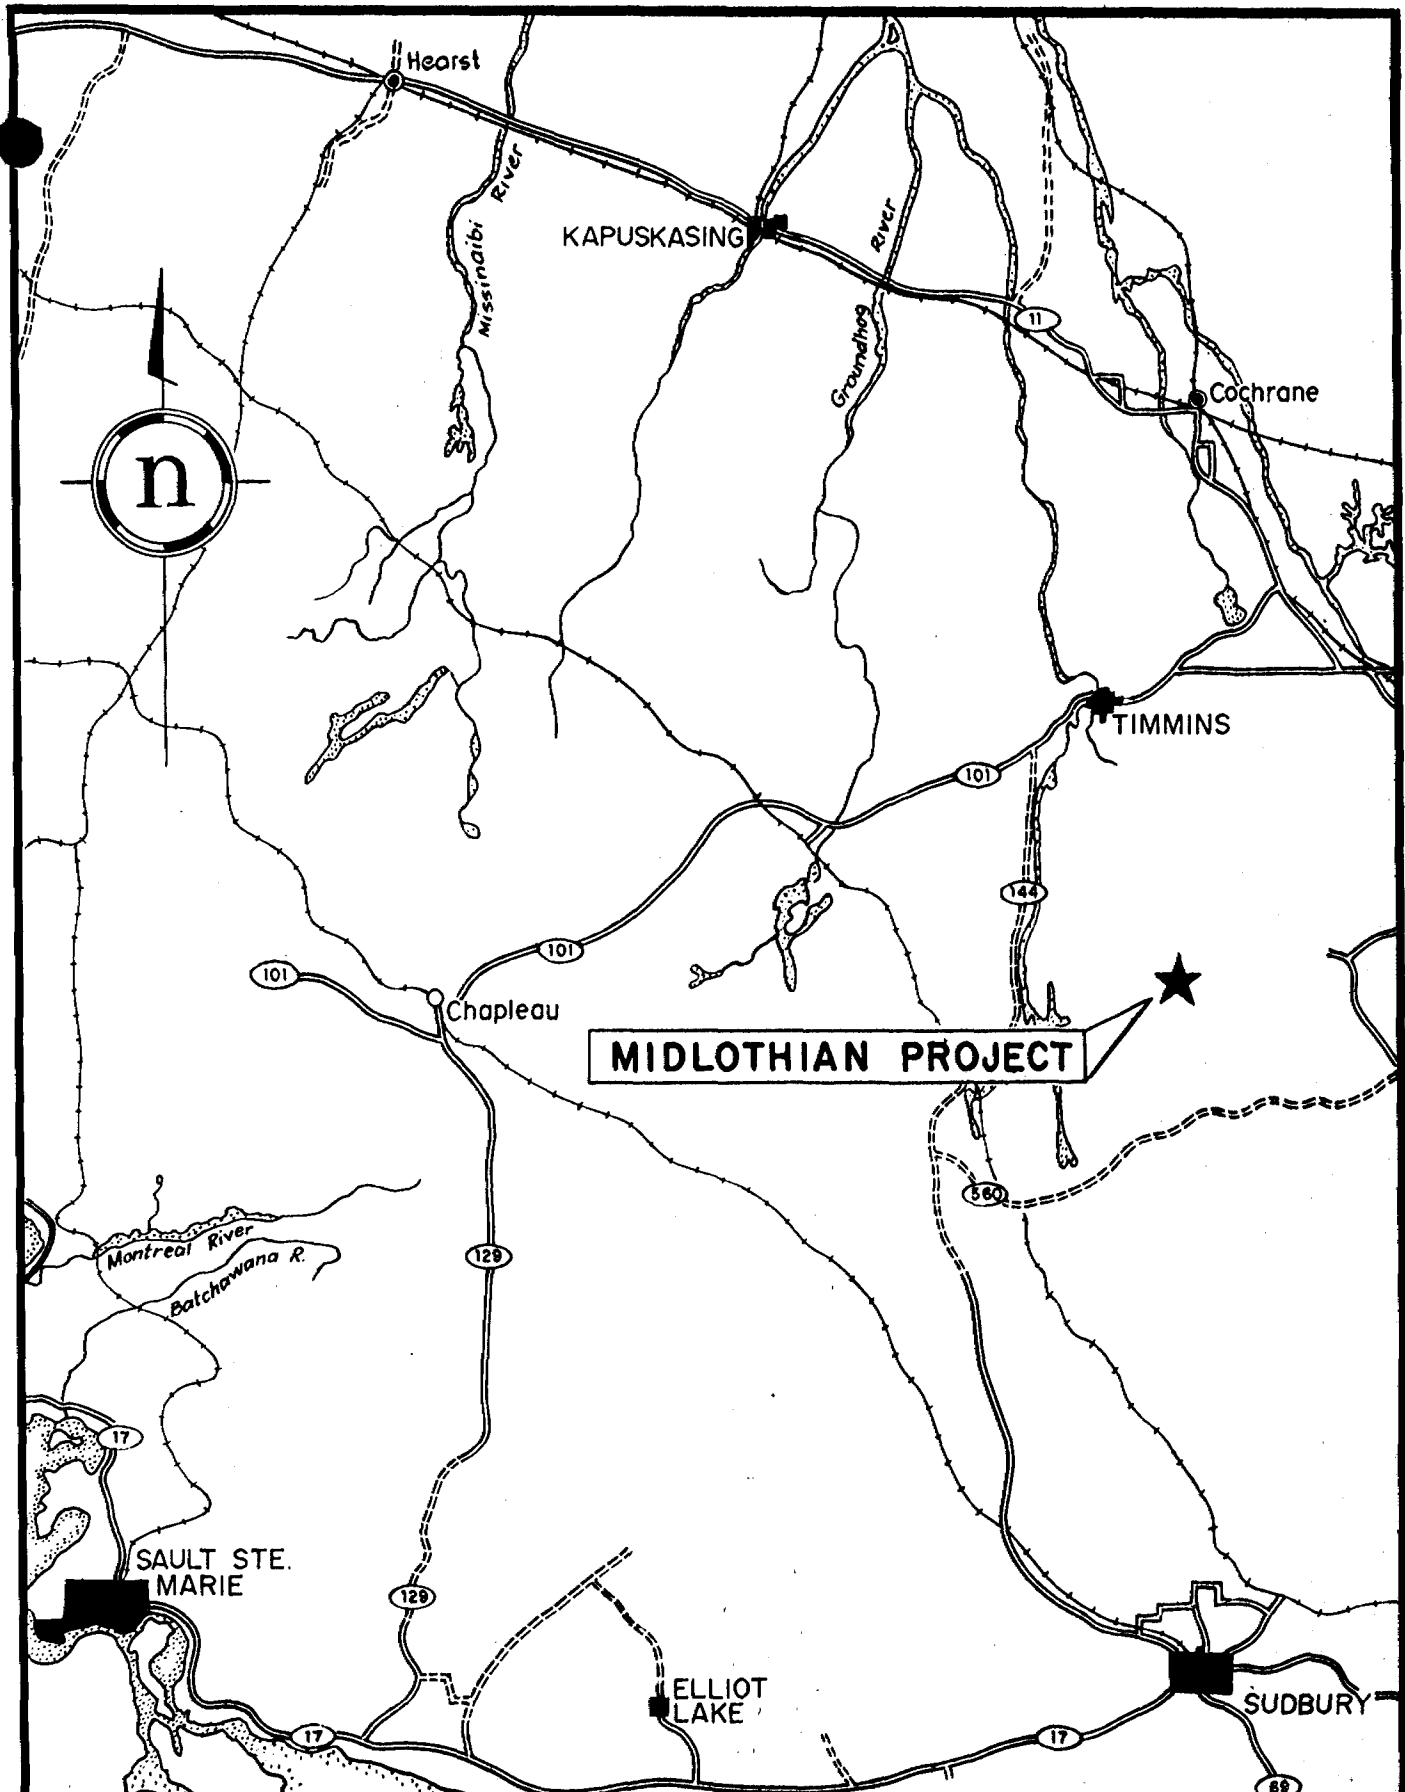 Hearst
Missinaibi River
KAPUSKASING
Groundhog River
11
Cochrane
n
TIMMINS
101
144
101
101
Chapleau
MIDLOTHIAN PROJECT
560
Montreal River
Batchawana R.
129
17
SAULT STE.
MARIE
129
ELLIOT
LAKE
SUDBURY
17
17
69